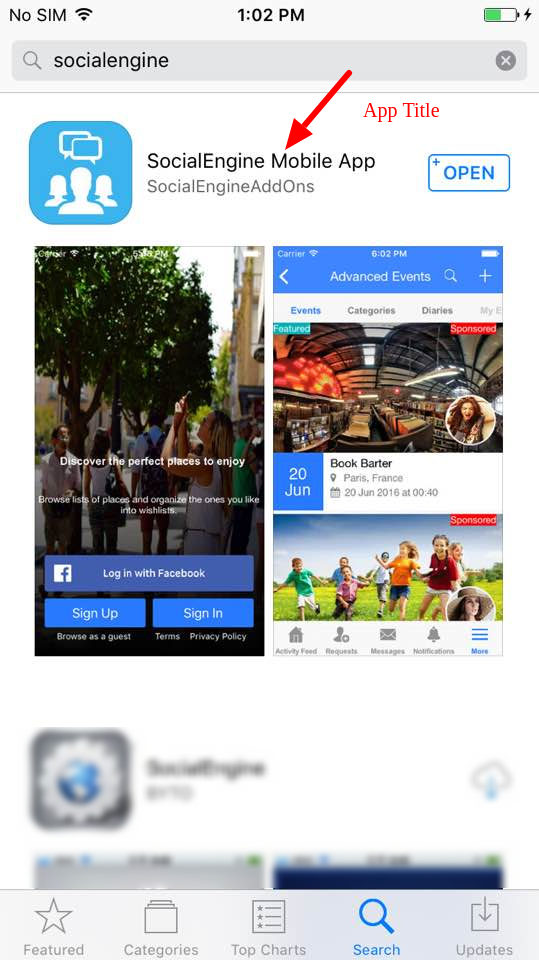 No SIM 1:02 PM
socialengine
App Title
SocialEngine Mobile App
SocialEngineAddOns
+
OPEN
Carrier
Discover the perfect places to enjoy
Browse lists of places and organize the ones you like
into wishlists.
Log in with Facebook
Sign Up Sign In
Browse as a guest Terms Privacy Policy
Carrier 6:02 PM
Advanced Events
Events Categories Diaries My E
Featured Sponsored
20
Jun
Book Barter
Paris, France
20 Jun 2016 at 00:40
Sponsored
Activity Feed Requests Messages Notifications More
SocialEngine
Featured Categories Top Charts Search Updates